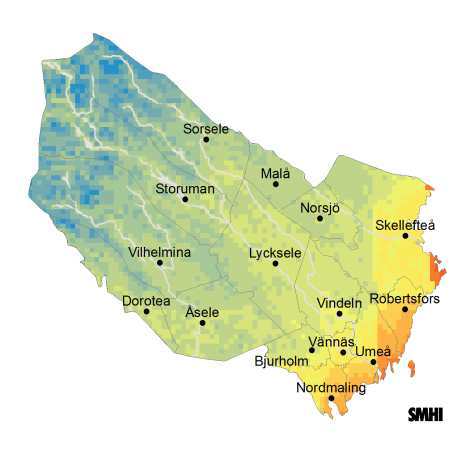 Sorsele
Malå
Storuman
Norsjö
Skellefteå
Vilhelmina
Lycksele
Dorotea
Åsele
Vindeln
Robertsfors
Vännäs
Bjurholm
Umeå
Nordmaling
SMHI